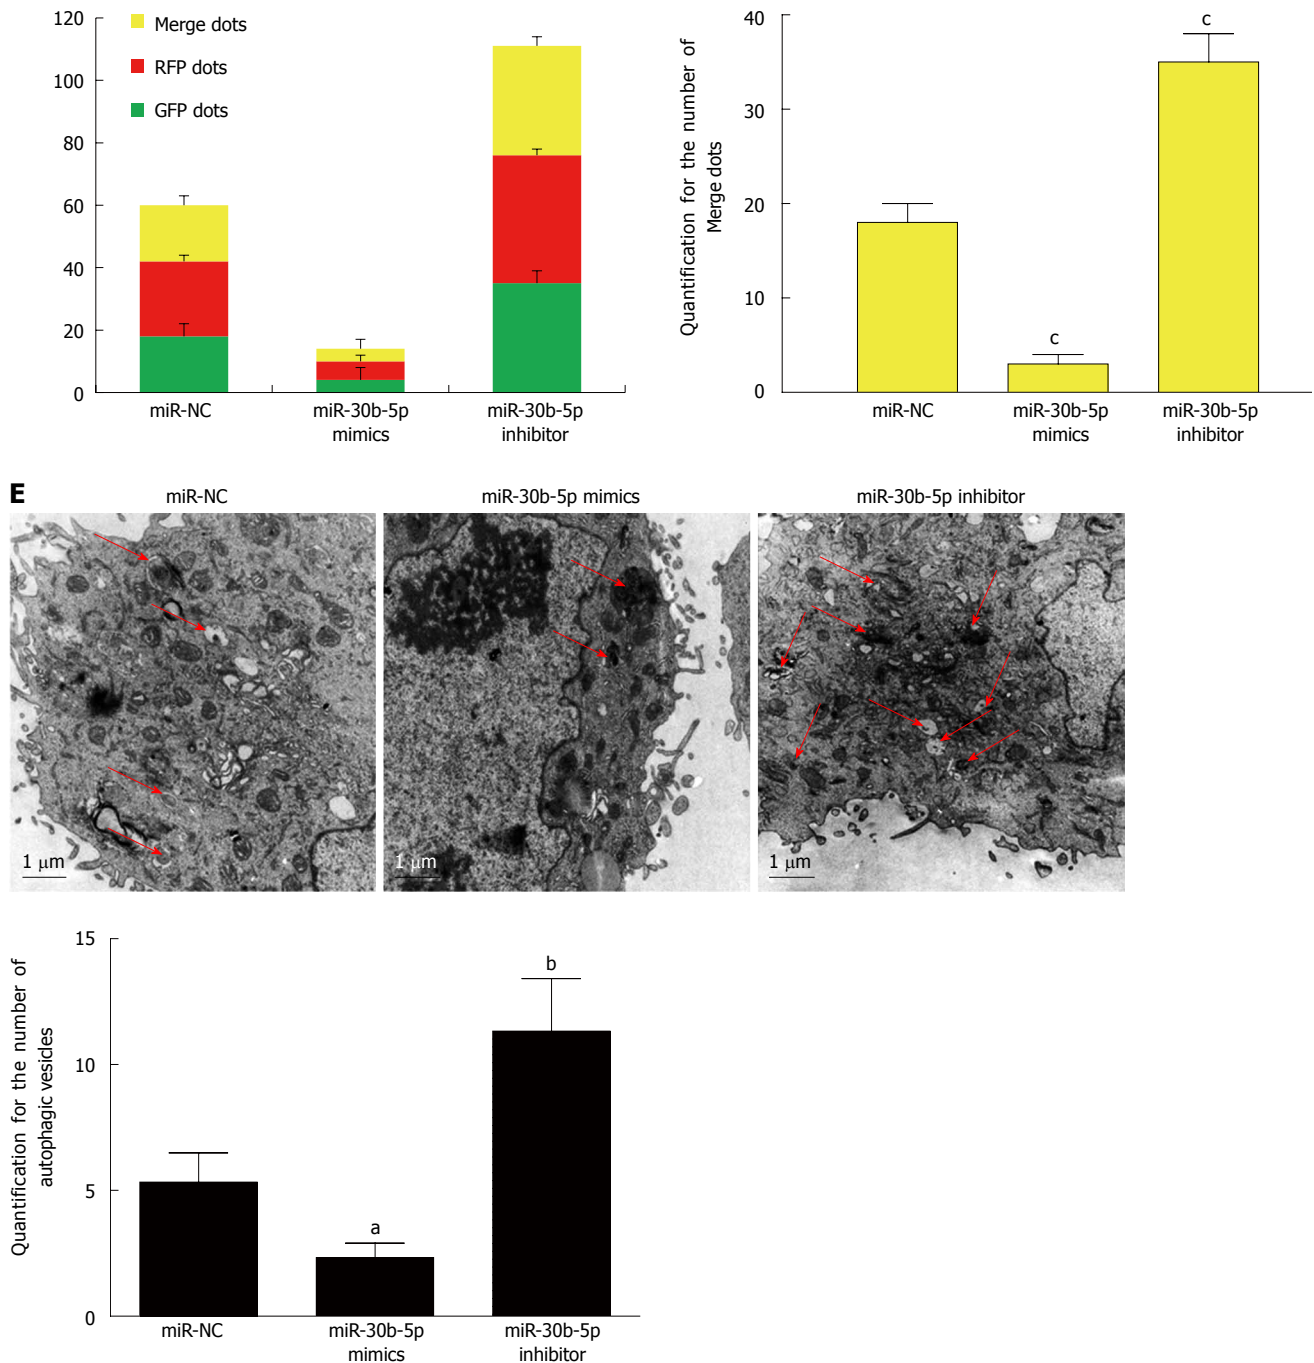 120
100
80
60
40
20
0
Merge dots
RFP dots
GFP dots
miR-NC
miR-30b-5p
mimics
miR-30b-5p
inhibitor
Quantification for the number of
Merge dots
40
30
20
10
0
c
c
miR-NC
miR-30b-5p
mimics
miR-30b-5p
inhibitor
E
miR-NC
miR-30b-5p mimics
miR-30b-5p inhibitor
1 μm
1 μm
1 μm
Quantification for the number of
autophagic vesicles
15
10
5
0
a
b
miR-NC
miR-30b-5p
mimics
miR-30b-5p
inhibitor